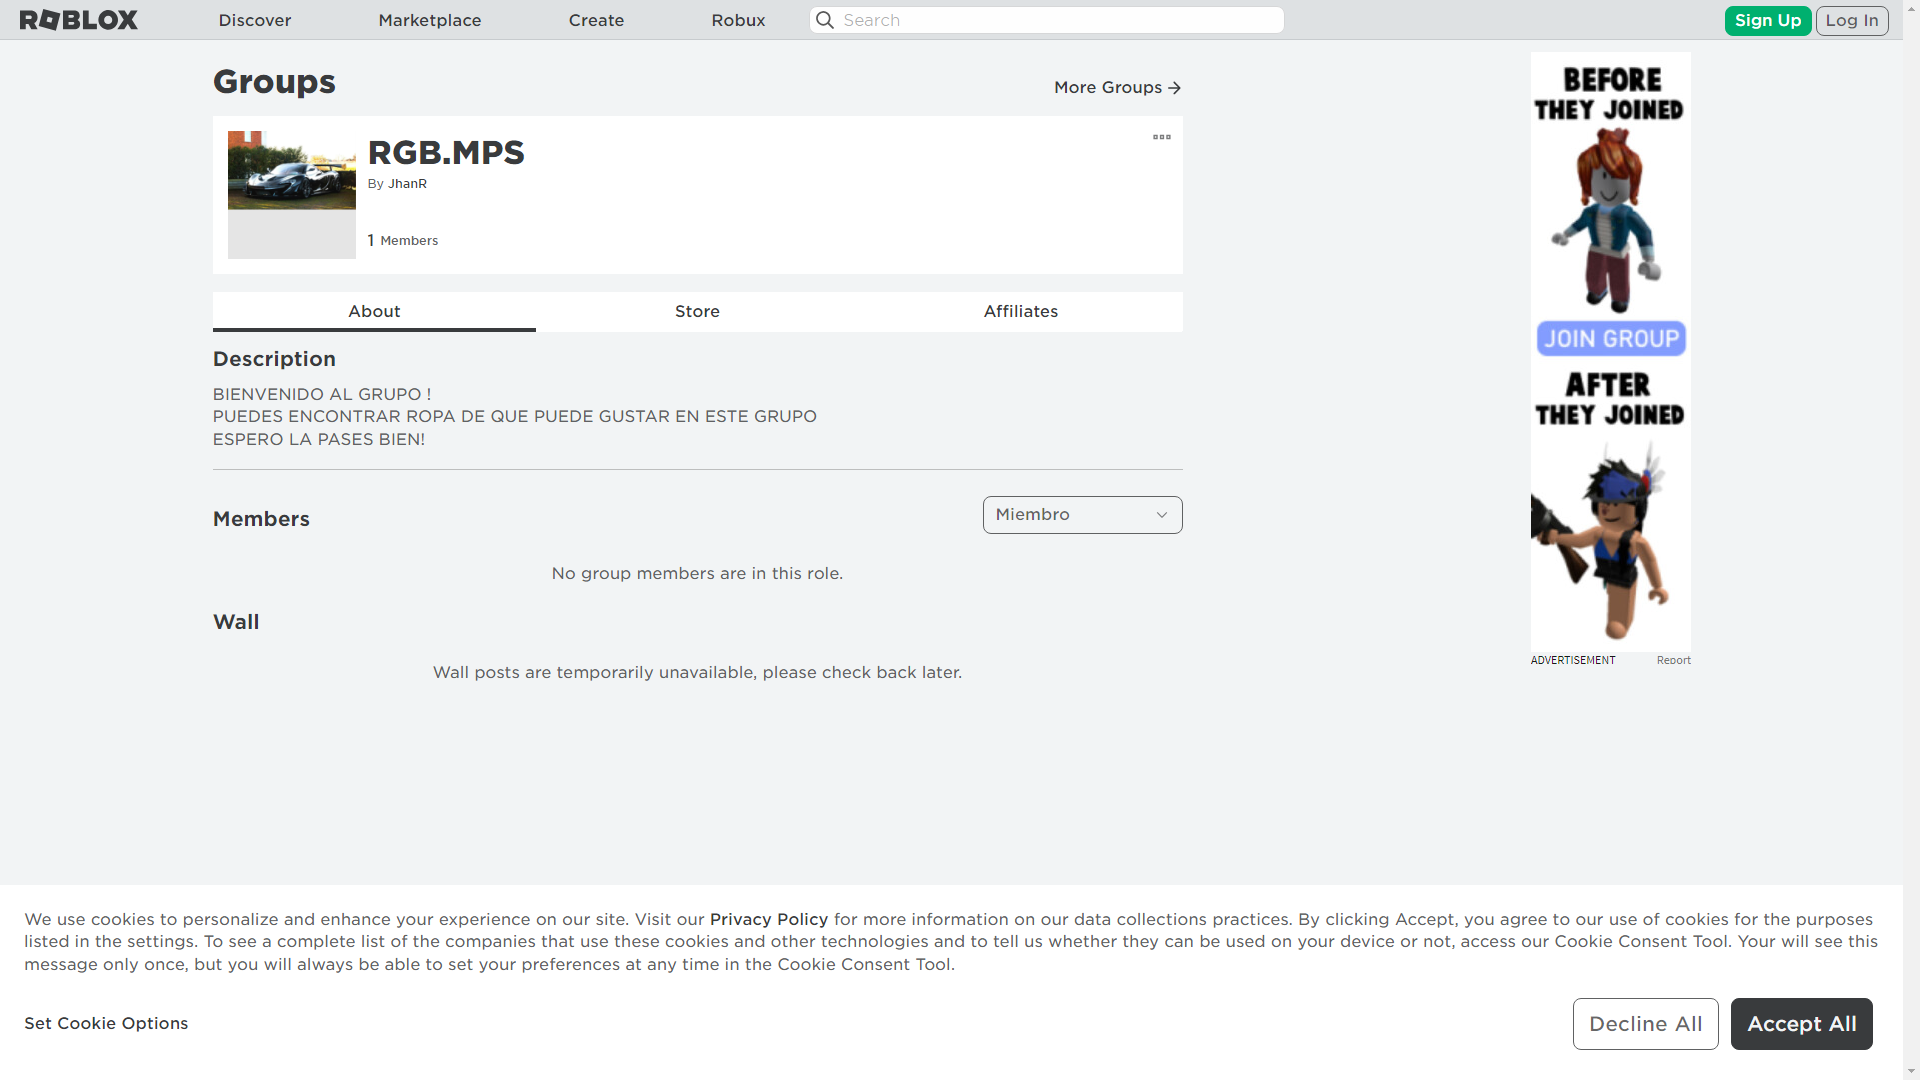 ROBLOX
Discover
Marketplace
Create
Robux
Search
Sign Up
Log In
Groups
More Groups
RGB.MPS
By JhanR
1 Members
About
Store
Affiliates
Description
BIENVENIDO AL GRUPO !
PUEDES ENCONTRAR ROPA DE QUE PUEDE GUSTAR EN ESTE GRUPO
ESPERO LA PASES BIEN!
Members
Miembro
No group members are in this role.
Wall
Wall posts are temporarily unavailable, please check back later.
BEFORE
THEY JOINED
JOIN GROUP
AFTER
THEY JOINED
ADVERTISEMENT
Report
We use cookies to personalize and enhance your experience on our site. Visit our Privacy Policy for more information on our data collections practices. By clicking Accept, you agree to our use of cookies for the purposes
listed in the settings. To see a complete list of the companies that use these cookies and other technologies and to tell us whether they can be used on your device or not, access our Cookie Consent Tool. Your will see this
message only once, but you will always be able to set your preferences at any time in the Cookie Consent Tool.
Set Cookie Options
Decline All
Accept All